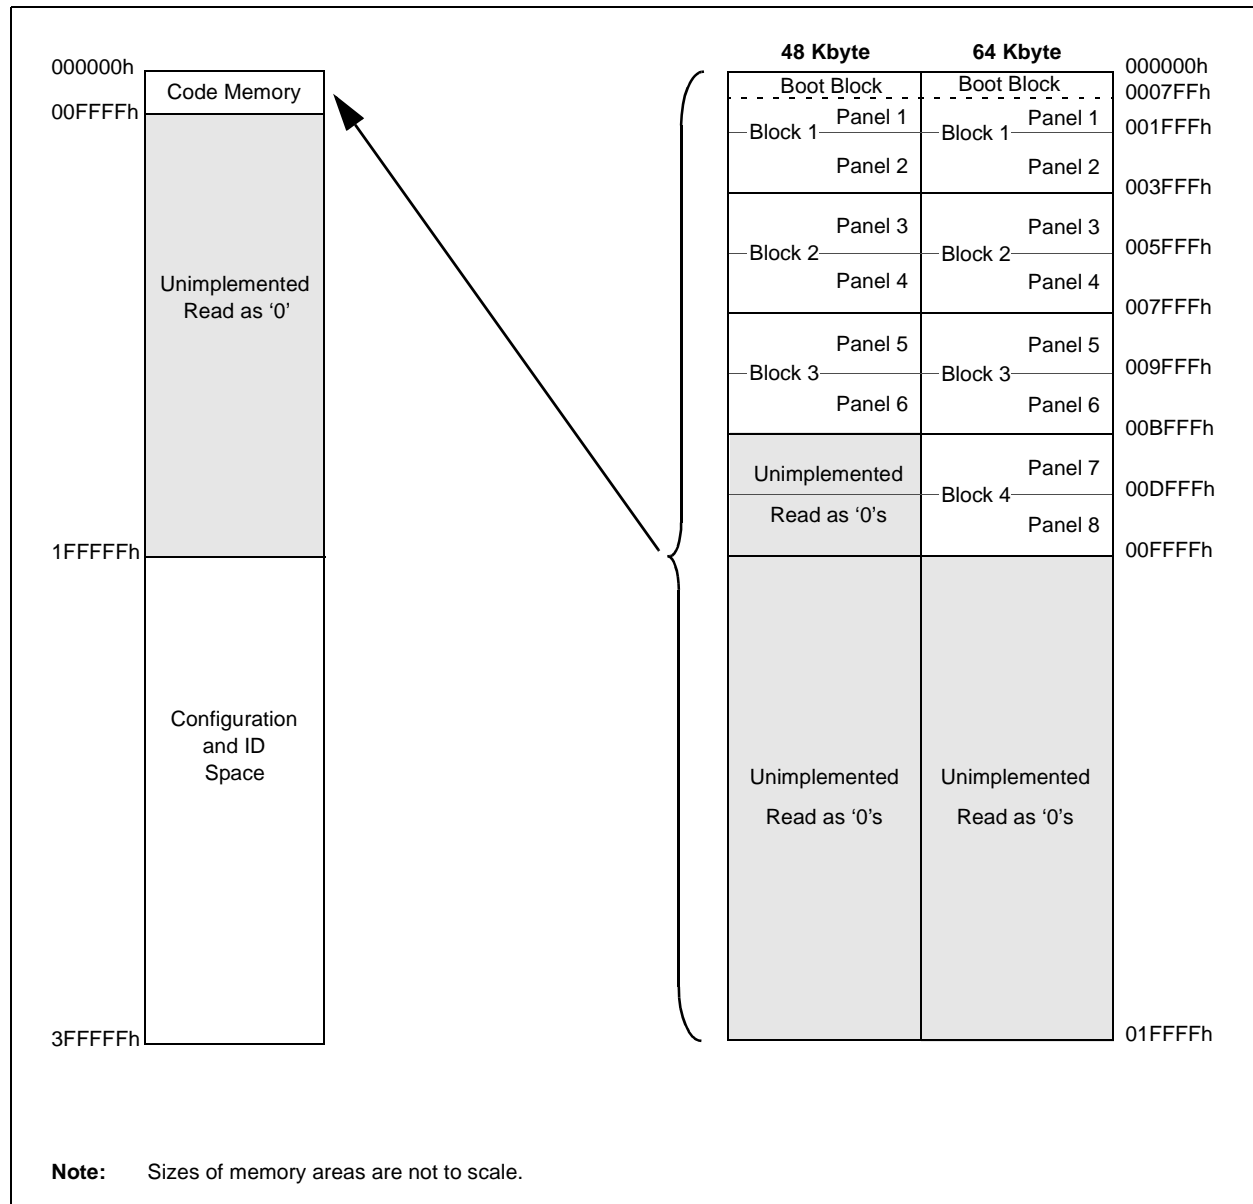 000000h
Code Memory
00FFFFh
Unimplemented
Read as ‘0’
1FFFFFh
Configuration
and ID
Space
3FFFFFh
48 Kbyte 64 Kbyte
000000h
Boot Block Boot Block
0007FFh
Panel 1 Panel 1
Block 1 Block 1 001FFFh
Panel 2 Panel 2
003FFFh
Panel 3 Panel 3
Block 2 Block 2 005FFFh
Panel 4 Panel 4
007FFFh
Panel 5 Panel 5
Block 3 Block 3 009FFFh
Panel 6 Panel 6
00BFFFh
Unimplemented Panel 7
Block 4 00DFFFh
Read as ‘0’s Panel 8
00FFFFh
Unimplemented Unimplemented
Read as ‘0’s Read as ‘0’s
01FFFFh
Note: Sizes of memory areas are not to scale.